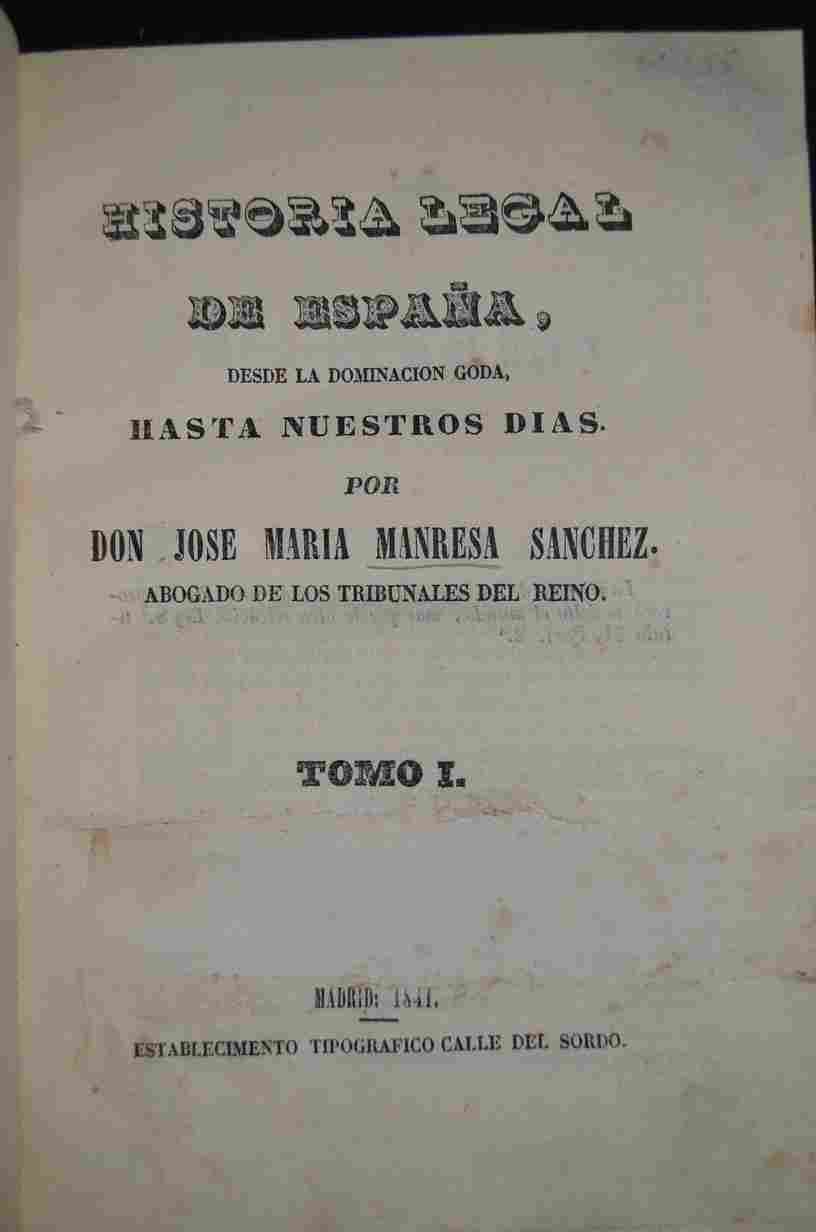 HISTORIA LEGAL
DE ESPAÑA,
DESDE LA DOMINACION GODA,
HASTA NUESTROS DIAS.
POR
DON JOSE MARIA MANRESA SANCHEZ.
ABOGADO DE LOS TRIBUNALES DEL REINO.
TOMO I.
MADRID: 1841.
ESTABLECIMENTO TIPOGRAFICO CALLE DEL SORDO.